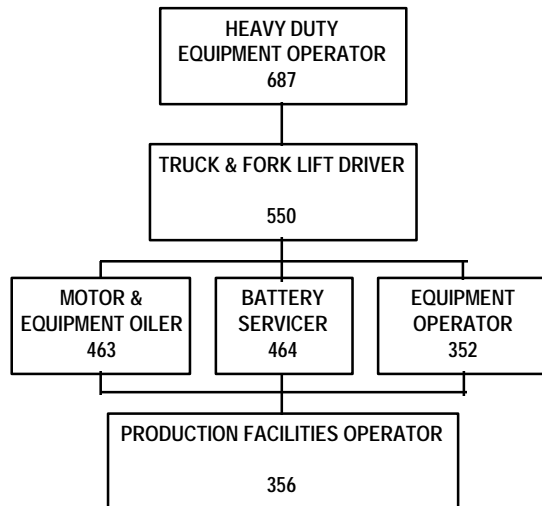 HEAVY DUTY
EQUIPMENT OPERATOR
687
TRUCK & FORK LIFT DRIVER
550
MOTOR &
EQUIPMENT OILER
463
BATTERY
SERVICER
464
EQUIPMENT
OPERATOR
352
PRODUCTION FACILITIES OPERATOR
356